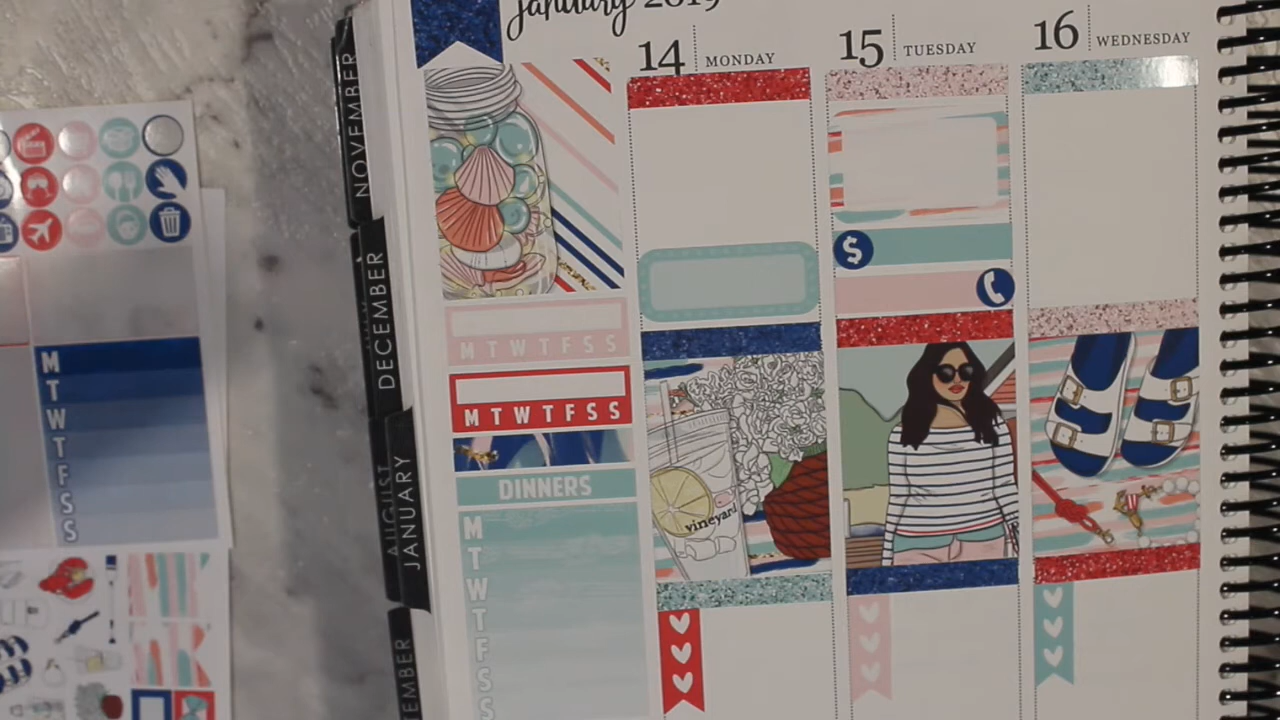 january 2019
14 MONDAY
15 TUESDAY
16 WEDNESDAY
NOVEMBER
DECEMBER
AUGUST
JANUARY
M T W T F S S
M T W T F S S
DINNERS
M
T
W
T
F
S
S
M
T
W
T
F
S
S
$
vineyard